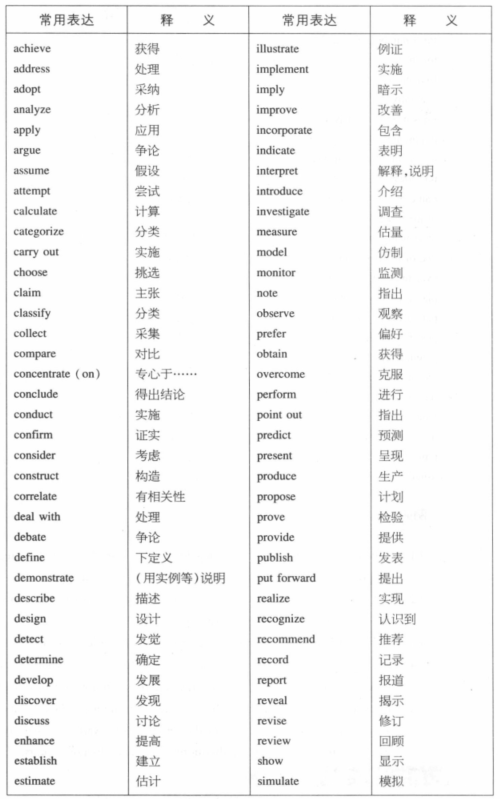 常用表达 释 义 常用表达 释 义
achieve 获得 illustrate 例证
address 处理 implement 实施
adopt 采纳 imply 暗示
analyze 分析 improve 改善
apply 应用 incorporate 包含
argue 争论 indicate 表明
assume 假设 interpret 解释,说明
attempt 尝试 introduce 介绍
calculate 计算 investigate 调查
categorize 分类 measure 估量
carry out 实施 model 仿制
choose 挑选 monitor 监测
claim 主张 note 指出
classify 分类 observe 观察
collect 采集 prefer 偏好
compare 对比 obtain 获得
concentrate (on) 专心于…… overcome 克服
conclude 得出结论 perform 进行
conduct 实施 point out 指出
confirm 证实 predict 预测
consider 考虑 present 呈现
construct 构造 produce 生产
correlate 有相关性 propose 计划
deal with 处理 prove 检验
debate 争论 provide 提供
define 下定义 publish 发表
demonstrate (用实例等)说明 put forward 提出
describe 描述 realize 实现
design 设计 recognize 认识到
detect 发觉 recommend 推荐
determine 确定 record 记录
develop 发展 report 报道
discover 发现 reveal 揭示
discuss 讨论 revise 修订
enhance 提高 review 回顾
establish 建立 show 显示
estimate 估计 simulate 模拟